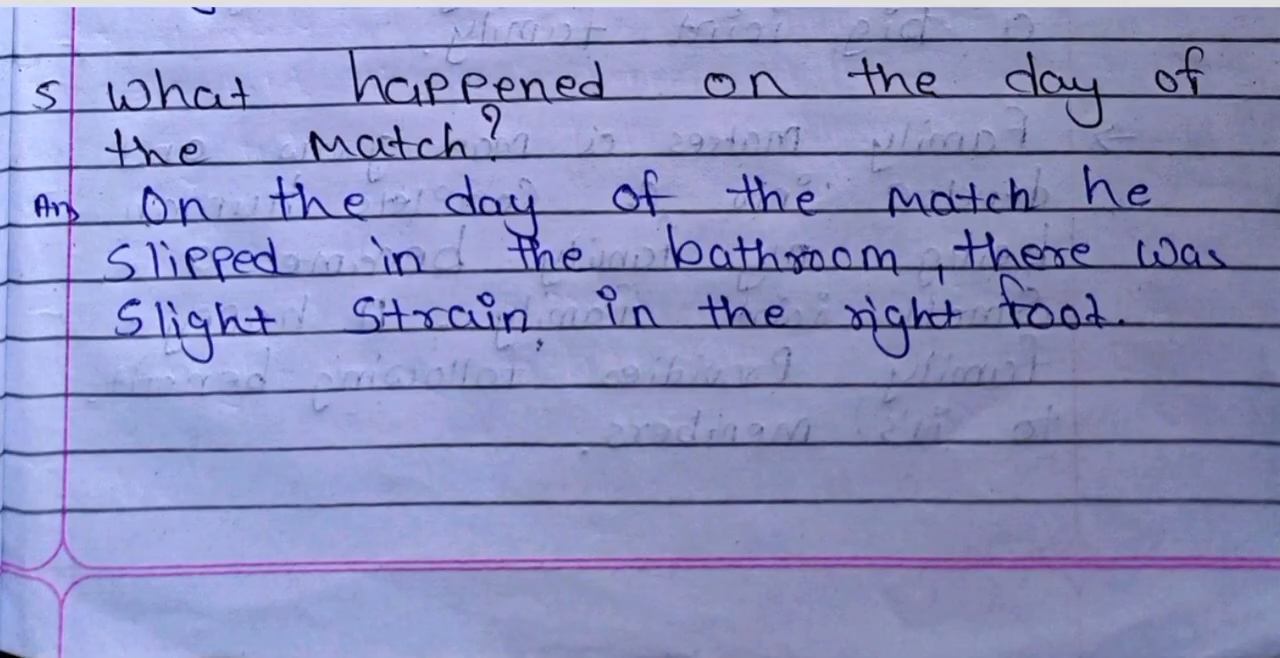 5 What happened on the day of
the Match?
Ans On the day of the Match he
Slipped in the bathroom, there was
Slight Strain, in the right foot.